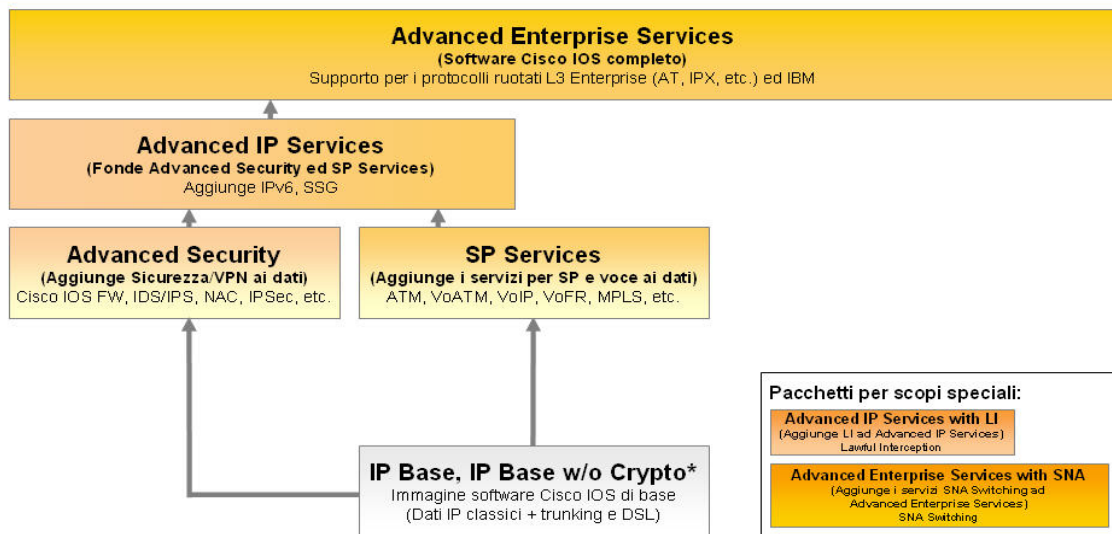 Advanced Enterprise Services
(Software Cisco IOS completo)
Supporto per i protocolli ruotati L3 Enterprise (AT, IPX, etc.) ed IBM
Advanced IP Services
(Fonde Advanced Security ed SP Services)
Aggiunge IPv6, SSG
Advanced Security
(Aggiunge Sicurezza/VPN ai dati)
Cisco IOS FW, IDS/IPS, NAC, IPSec, etc.
SP Services
(Aggiunge i servizi per SP e voce ai dati)
ATM, VoATM, VoIP, VoFR, MPLS, etc.
IP Base, IP Base w/o Crypto*
Immagine software Cisco IOS di base
(Dati IP classici + trunking e DSL)
Pacchetti per scopi speciali:
Advanced IP Services with LI
(Aggiunge LI ad Advanced IP Services)
Lawful Interception
Advanced Enterprise Services with SNA
(Aggiunge i servizi SNA Switching ad
Advanced Enterprise Services)
SNA Switching